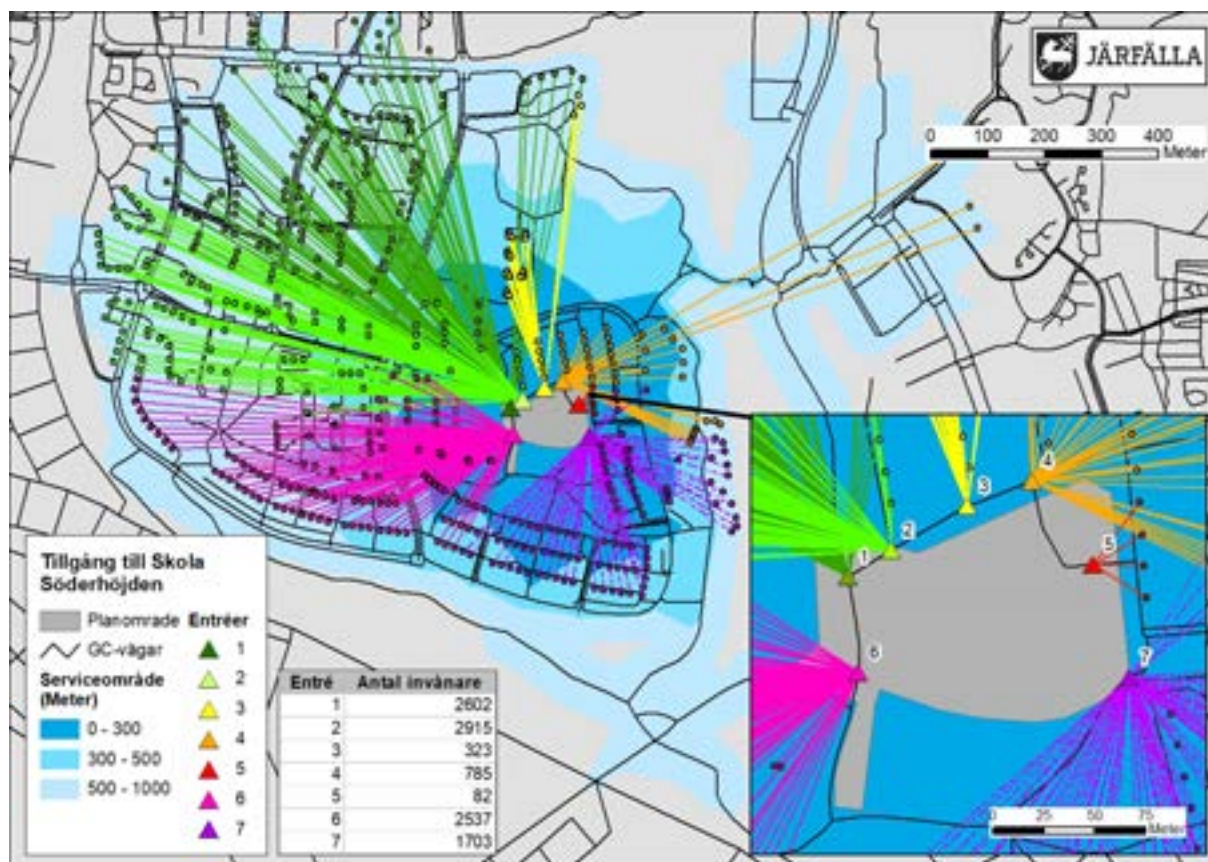 JÄRFÄLLA
0 100 200 300 400
Meter
Tillgång till Skola
Söderhöjden
Planområde
GC-vägar
Serviceområde
(Meter)
0 - 300
300 - 500
500 - 1000
Entréer
1
2
3
4
5
6
7
Entré Antal invånare
1 2602
2 2915
3 323
4 785
5 82
6 2537
7 1703
4
3
2
1
5
6
7
0 25 50 75
Meter